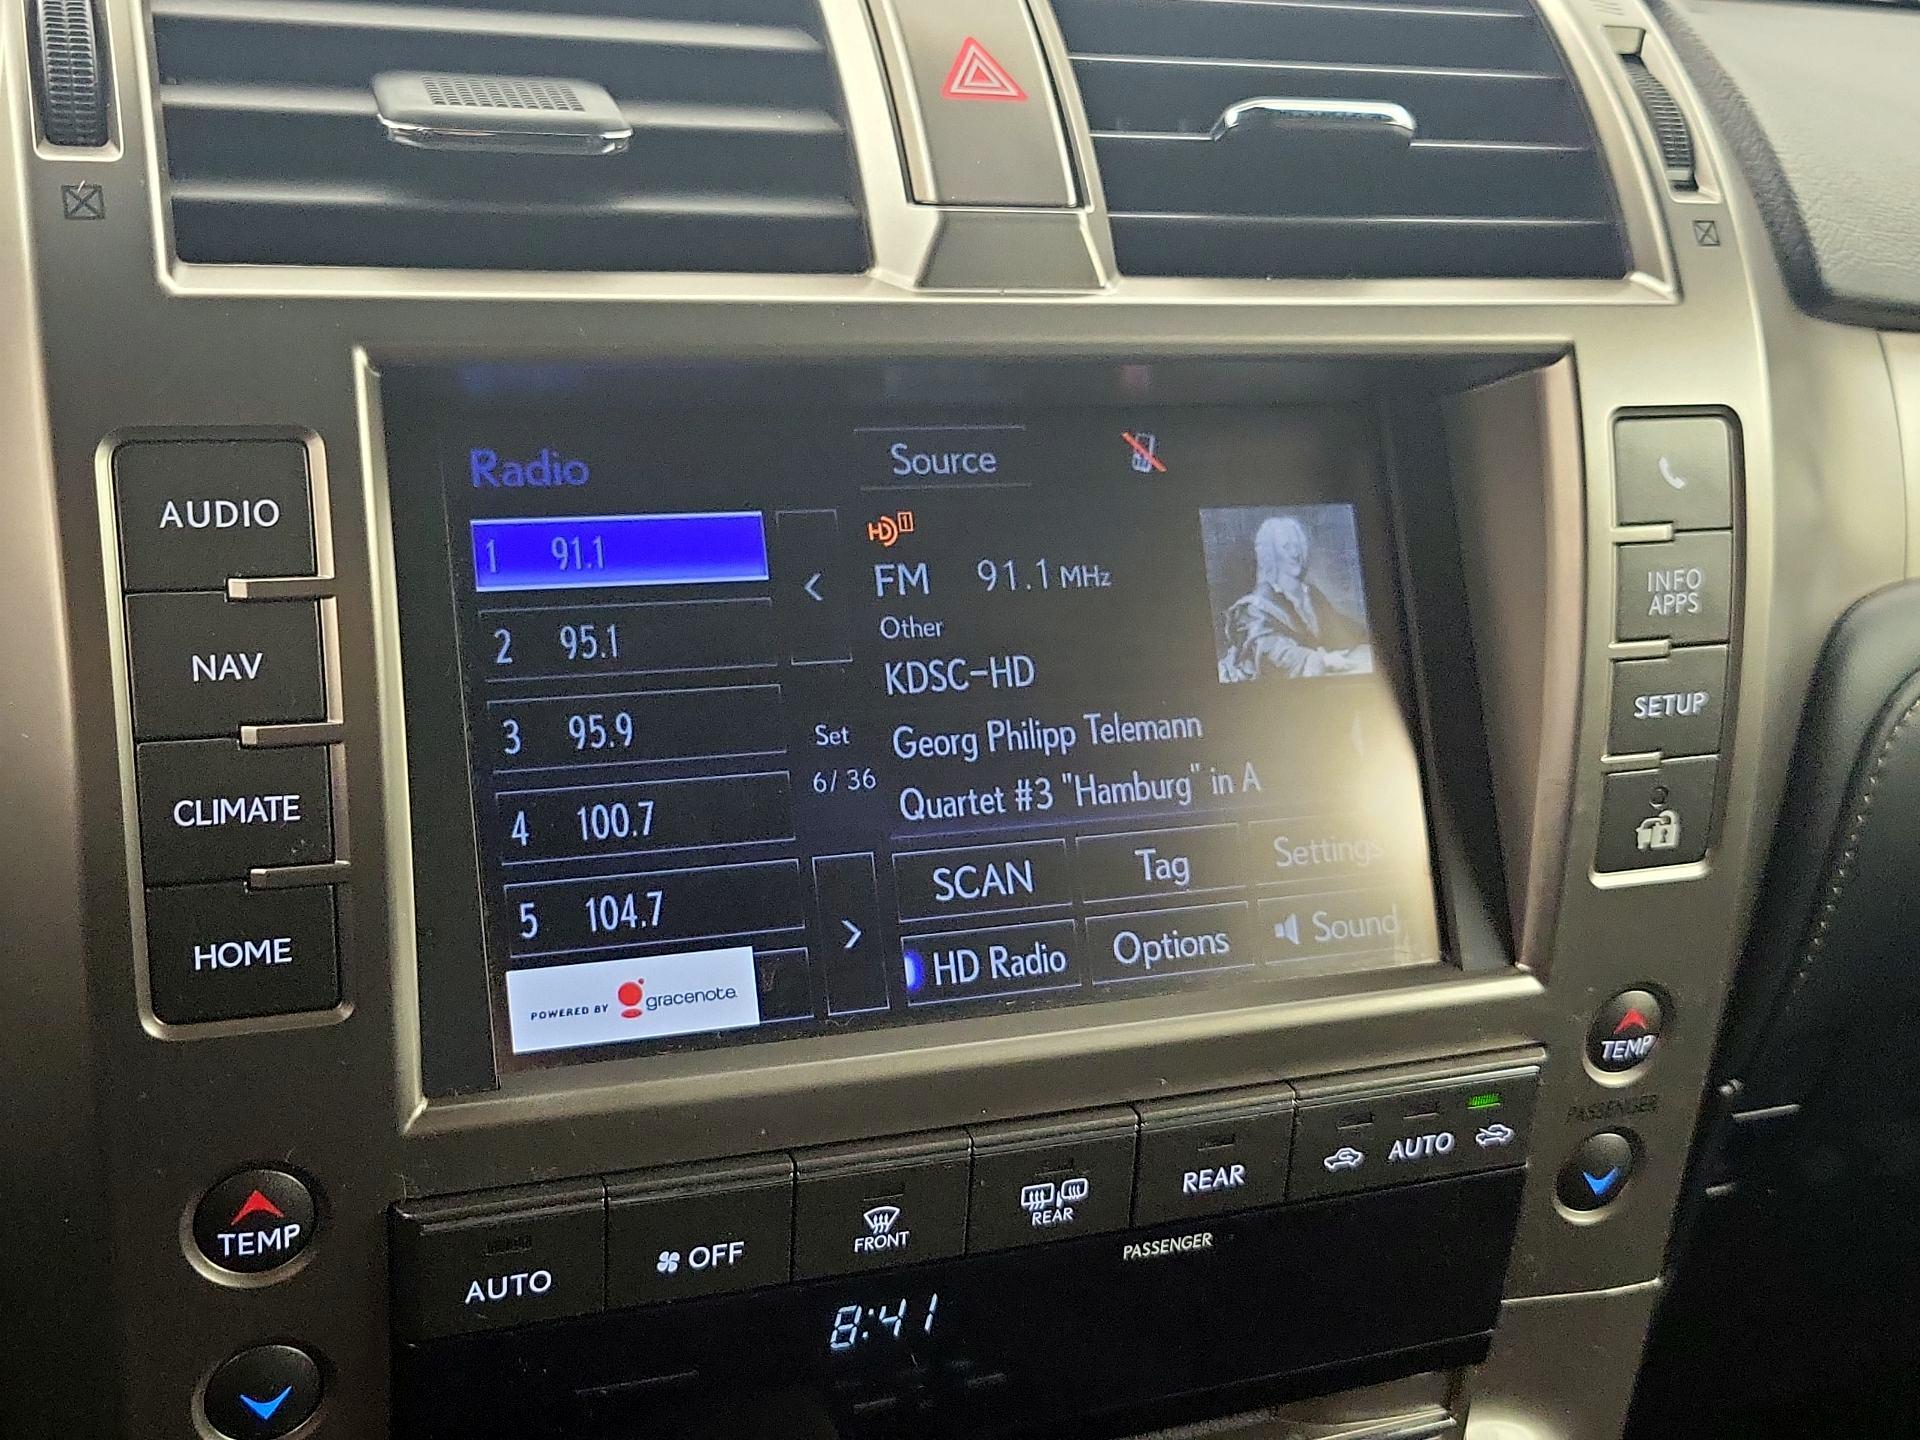 AUDIO
NAV
CLIMATE
HOME
Radio
Source
1 91.1
2 95.1
3 95.9
4 100.7
5 104.7
<
Set
6/36
>
HD 1
FM 91.1 MHz
Other
KDSC-HD
Georg Philipp Telemann
Quartet #3 "Hamburg" in A
SCAN
Tag
Settings
HD Radio
Options
Sound
POWERED BY gracenote
INFO
APPS
SETUP
TEMP
PASSENGER
TEMP
AUTO
OFF
FRONT
REAR
REAR
AUTO
PASSENGER
8:41